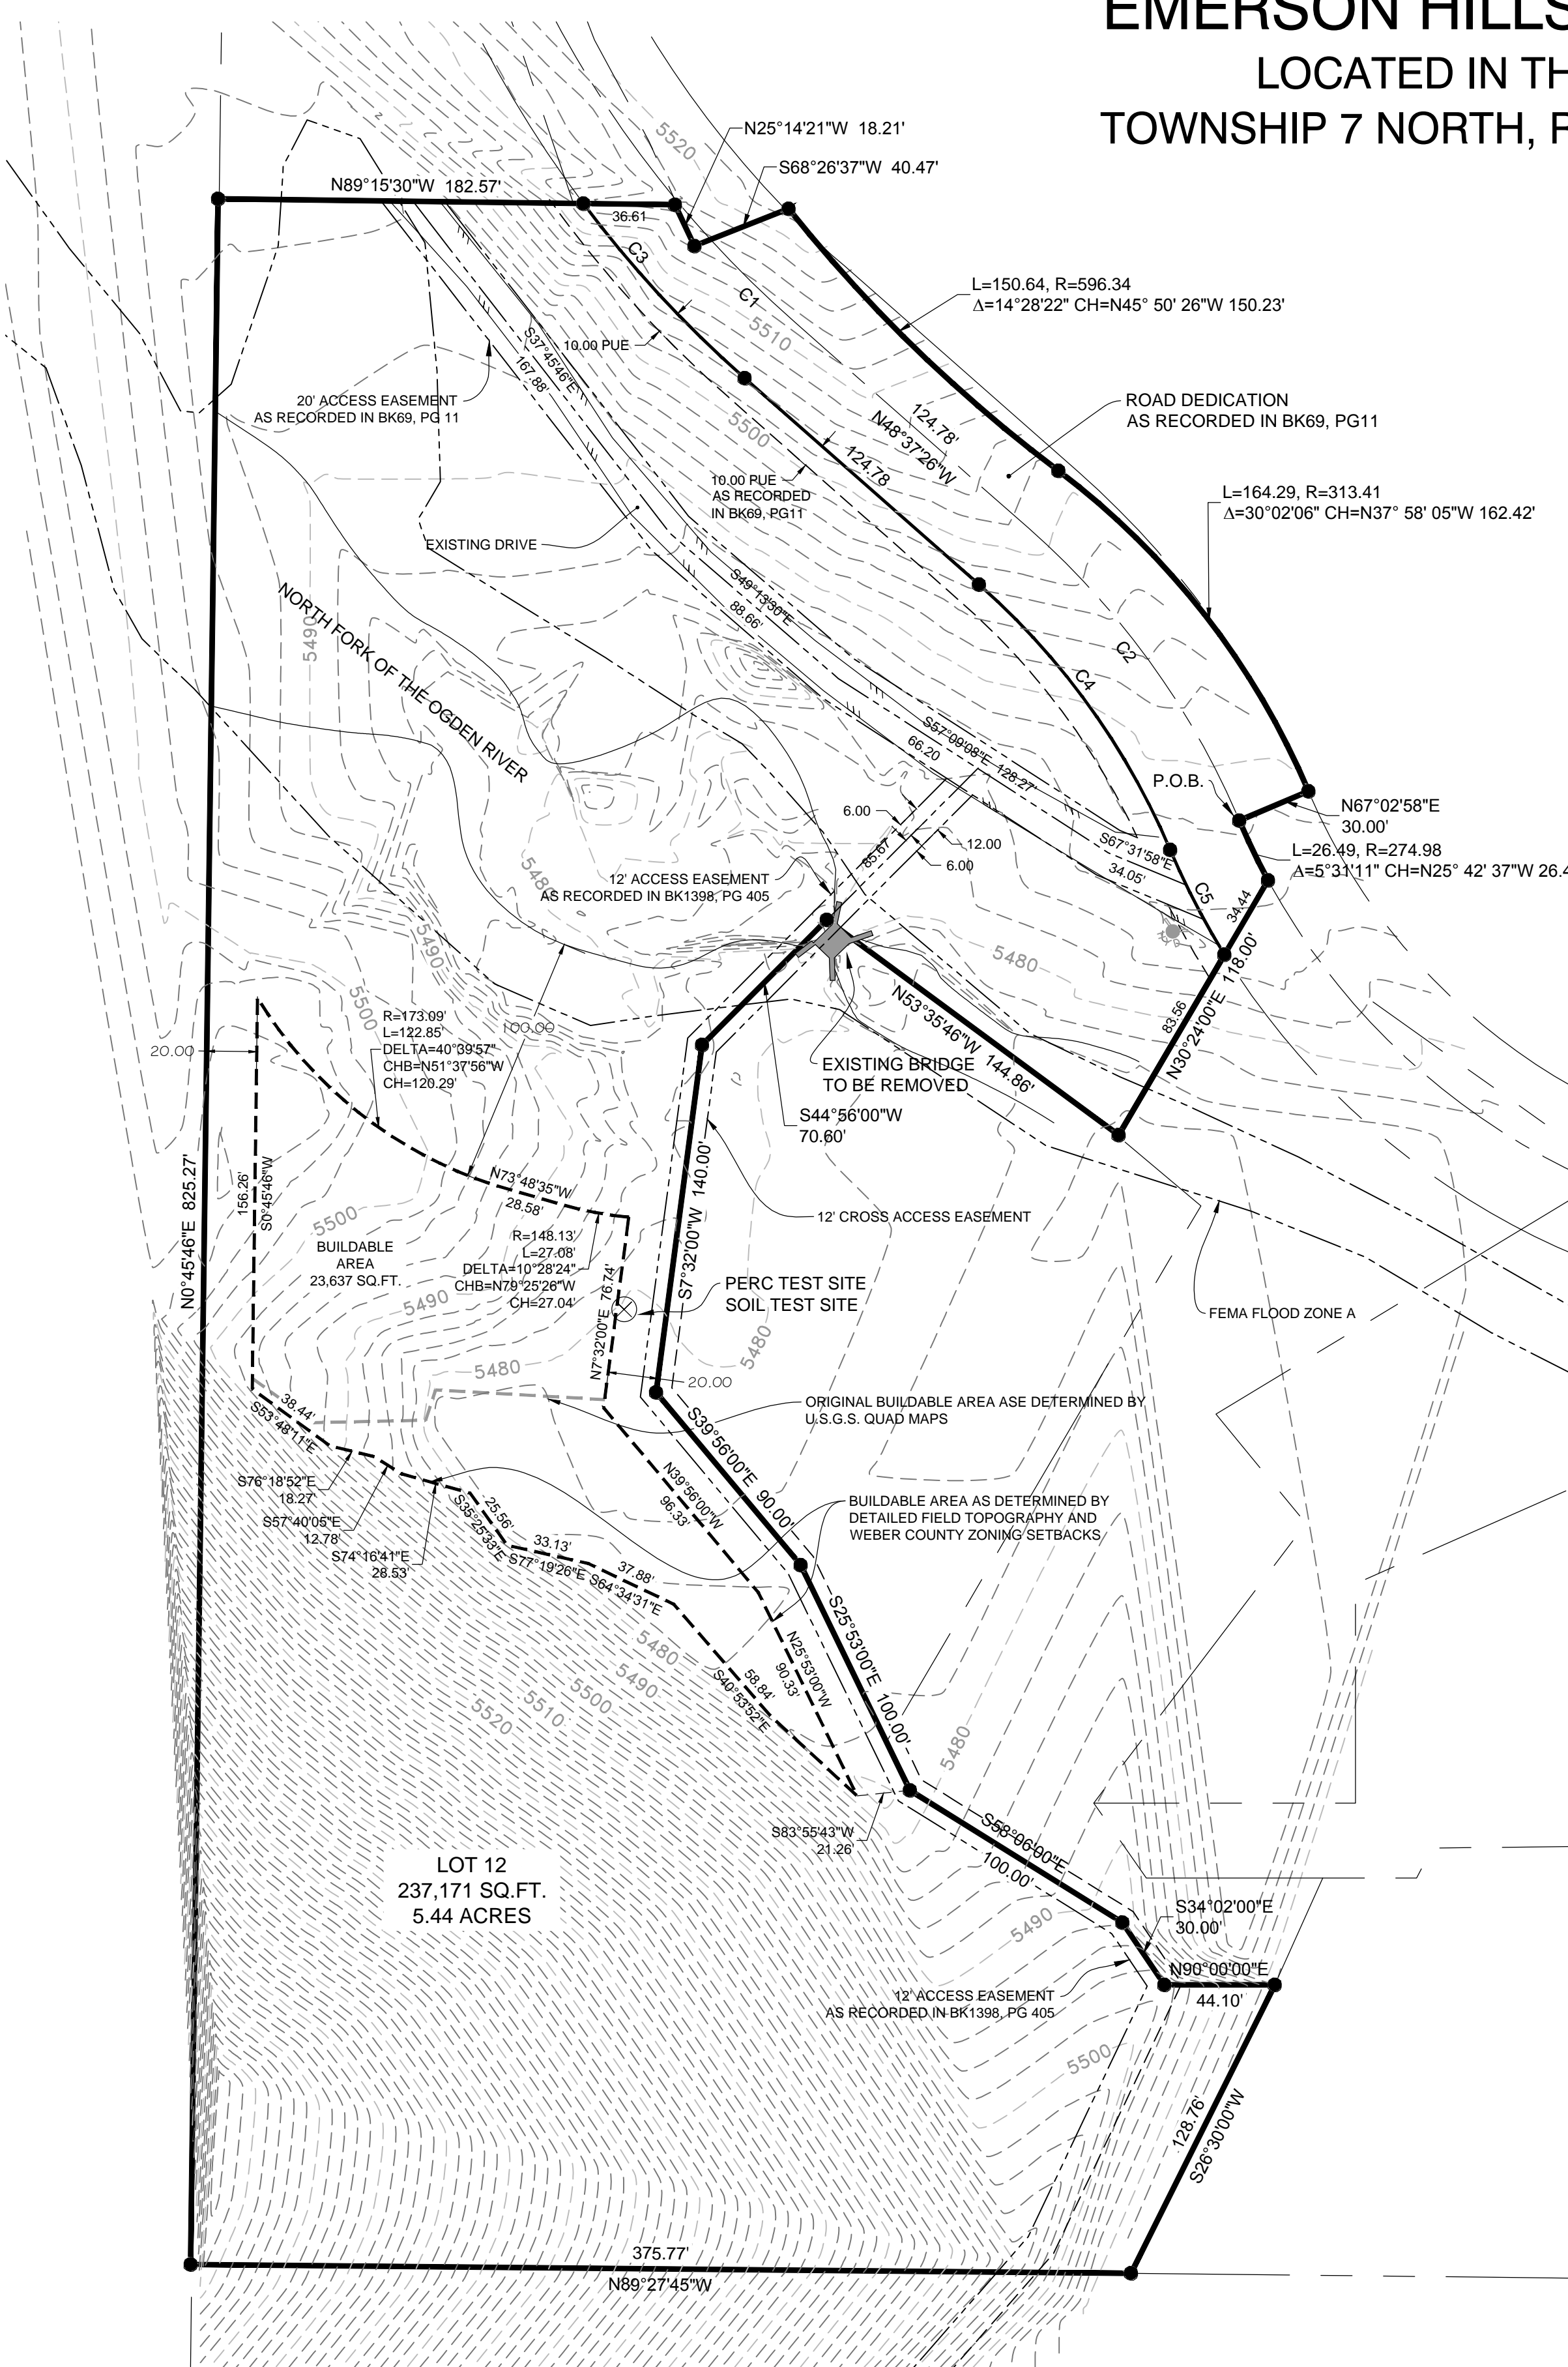 EMERSON HILLS
LOCATED IN TH
TOWNSHIP 7 NORTH,
N25°14'21"W 18.21'
S68°26'37"W 40.47'
5520
N89°15'30"W 182.57'
36.61
C3
C1
L=150.64, R=596.34
Δ=14°28'22" CH=N45° 50' 26"W 150.23'
5510
10.00 PUE
S37°45'46"E
167.88'
20' ACCESS EASEMENT
AS RECORDED IN BK69, PG 11
ROAD DEDICATION
AS RECORDED IN BK69, PG11
5500
124.78'
N48°37'26"W
124.78
10.00 PUE
AS RECORDED
IN BK69, PG11
L=164.29, R=313.41
Δ=30°02'06" CH=N37° 58' 05"W 162.42'
EXISTING DRIVE
S49°13'30"E
88.66'
NORTH FORK OF THE OGDEN RIVER
5490
C2
C4
S57°09'08"E 128.27'
66.20
P.O.B.
N67°02'58"E
30.00'
6.00
12.00
6.00
85.67
S67°31'58"E
34.05'
L=26.49, R=274.98
Δ=5°31'11" CH=N25° 42' 37"W 26.4
5480
12' ACCESS EASEMENT
AS RECORDED IN BK1398, PG 405
C5
34.44
5490
5480
N30°24'00"E 118.00'
83.56
N53°35'46"W 144.86'
5500
R=173.09'
L=122.85'
DELTA=40°39'57"
CHB=N51°37'56"W
CH=120.29'
100.00
20.00
EXISTING BRIDGE
TO BE REMOVED
S44°56'00"W
70.60'
N0°45'46"E 825.27'
156.26'
S0°45'46"W
N73°48'35"W
28.58'
S7°32'00"W 140.00'
12' CROSS ACCESS EASEMENT
5500
BUILDABLE
AREA
23,637 SQ.FT.
R=148.13'
L=27.08'
DELTA=10°28'24"
CHB=N79°25'26"W
CH=27.04'
5490
N7°32'00"E 76.74'
PERC TEST SITE
SOIL TEST SITE
FEMA FLOOD ZONE A
5480
5480
20.00
ORIGINAL BUILDABLE AREA ASE DETERMINED BY
U.S.G.S. QUAD MAPS
38.44'
S53°48'11"E
S39°56'00"E 90.00'
N39°56'00"W
96.33'
S76°18'52"E
18.27'
S57°40'05"E
12.78'
S74°16'41"E
28.53'
25.56'
S35°25'33"E
33.13'
S77°19'26"E
37.88'
S64°34'31"E
BUILDABLE AREA AS DETERMINED BY
DETAILED FIELD TOPOGRAPHY AND
WEBER COUNTY ZONING SETBACKS
S25°53'00"E 100.00'
N25°53'00"W
90.33'
58.84'
S40°53'52"E
5480
5490
5500
5510
5520
5480
S83°55'43"W
21.26'
S58°06'00"E
100.00'
LOT 12
237,171 SQ.FT.
5.44 ACRES
5490
S34°02'00"E
30.00'
N90°00'00"E
44.10'
12' ACCESS EASEMENT
AS RECORDED IN BK1398, PG 405
5500
128.76'
S26°30'00"W
375.77'
N89°27'45"W